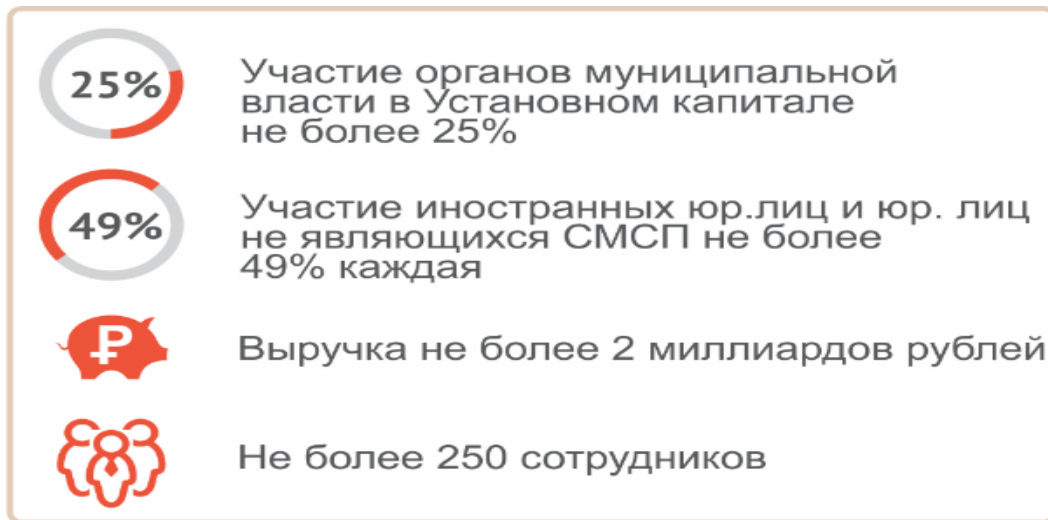 25%
Участие органов муниципальной
власти в Установном капитале
не более 25%
49%
Участие иностранных юр.лиц и юр. лиц
не являющихся СМСП не более
49% каждая
₽
Выручка не более 2 миллиардов рублей
Не более 250 сотрудников